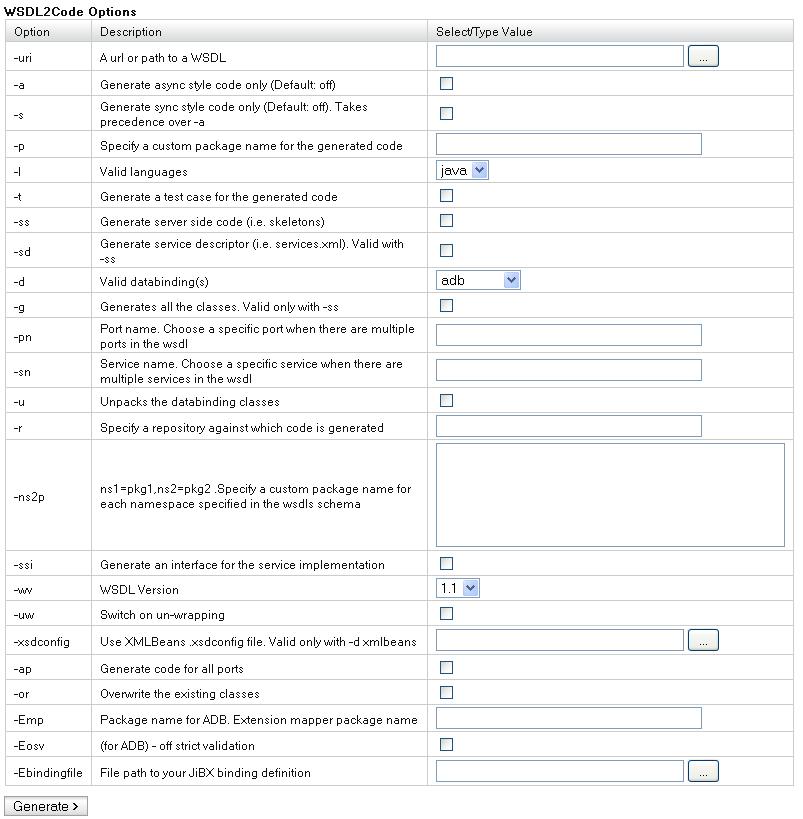 WSDL2Code Options
Option Description Select/Type Value
-uri A url or path to a WSDL ...
-a Generate async style code only (Default: off)
-s Generate sync style code only (Default: off). Takes
precedence over -a
-p Specify a custom package name for the generated code
-l Valid languages java
-t Generate a test case for the generated code
-ss Generate server side code (i.e. skeletons)
-sd Generate service descriptor (i.e. services.xml). Valid with
-ss
-d Valid databinding(s) adb
-g Generates all the classes. Valid only with -ss
-pn Port name. Choose a specific port when there are multiple
ports in the wsdl
-sn Service name. Choose a specific service when there are
multiple services in the wsdl
-u Unpacks the databinding classes
-r Specify a repository against which code is generated
-ns2p ns1=pkg1,ns2=pkg2 .Specify a custom package name for
each namespace specified in the wsdls schema
-ssi Generate an interface for the service implementation
-wv WSDL Version 1.1
-uw Switch on un-wrapping
-xsdconfig Use XMLBeans .xsdconfig file. Valid only with -d xmlbeans ...
-ap Generate code for all ports
-or Overwrite the existing classes
-Emp Package name for ADB. Extension mapper package name
-Eosv (for ADB) - off strict validation
-Ebindingfile File path to your JiBX binding definition ...
Generate >